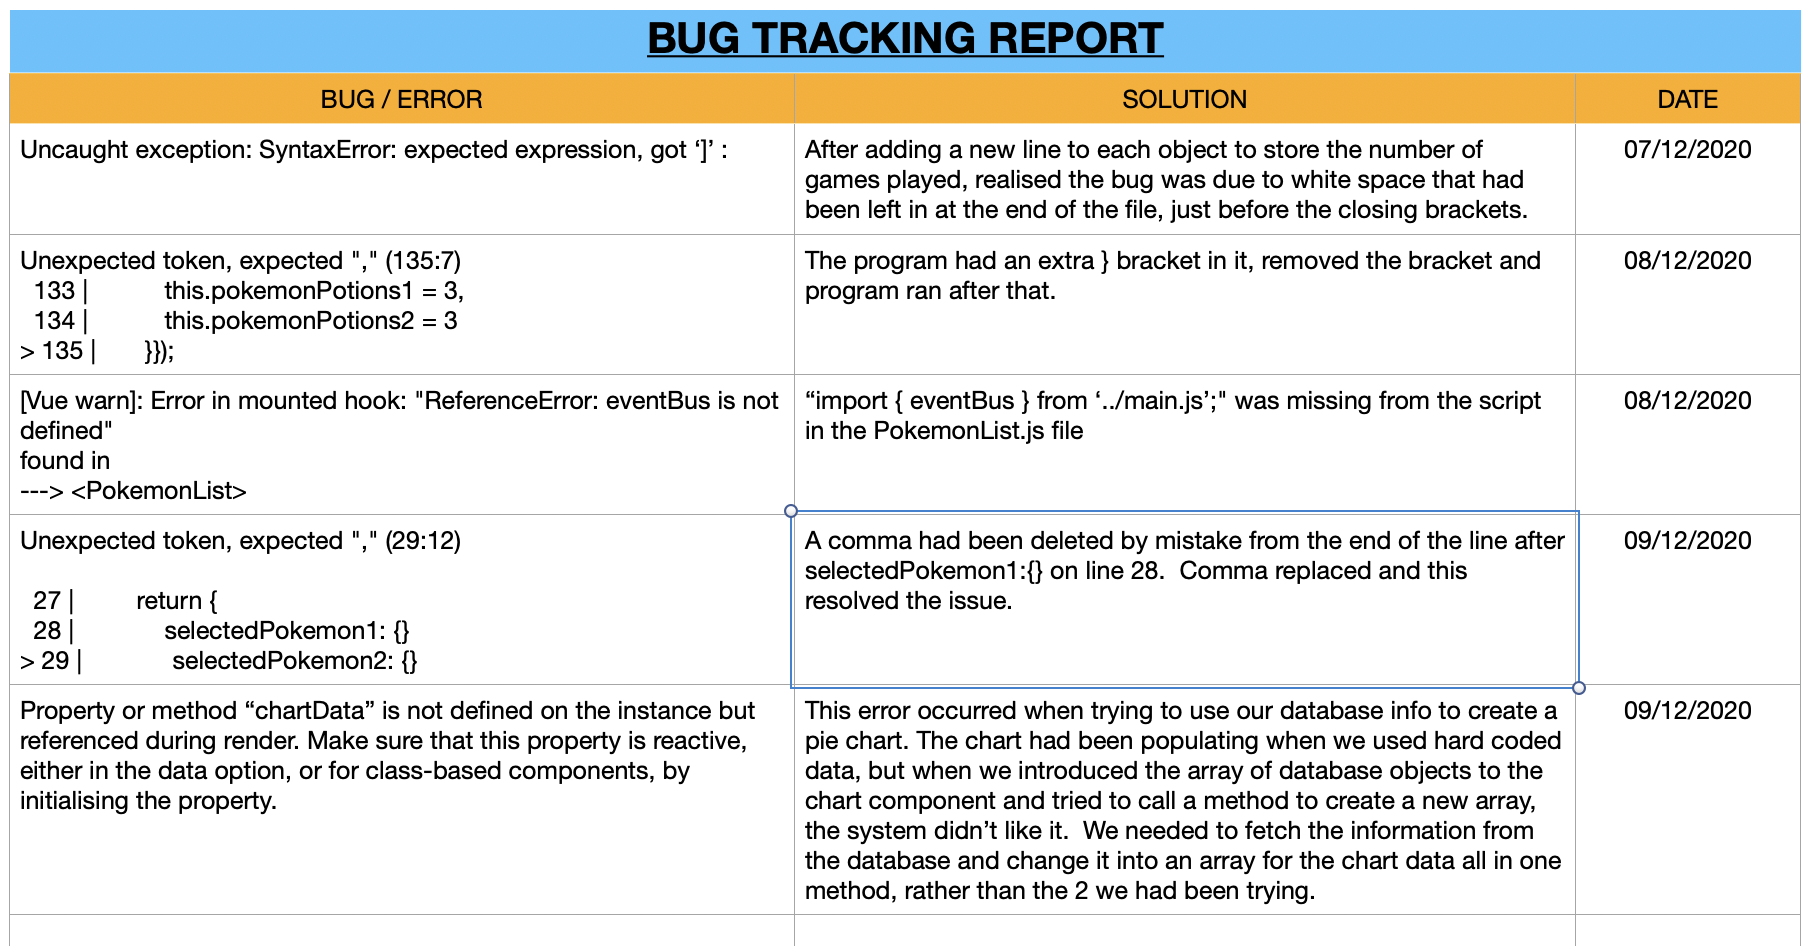 BUG TRACKING REPORT
BUG / ERROR
SOLUTION
DATE
Uncaught exception: SyntaxError: expected expression, got ‘]’ :
After adding a new line to each object to store the number of
games played, realised the bug was due to white space that had
been left in at the end of the file, just before the closing brackets.
07/12/2020
Unexpected token, expected "," (135:7)
133 | this.pokemonPotions1 = 3,
134 | this.pokemonPotions2 = 3
> 135 | }});
The program had an extra } bracket in it, removed the bracket and
program ran after that.
08/12/2020
[Vue warn]: Error in mounted hook: "ReferenceError: eventBus is not
defined"
found in
---> <PokemonList>
“import { eventBus } from ‘../main.js’;" was missing from the script
in the PokemonList.js file
08/12/2020
Unexpected token, expected "," (29:12)
27 | return {
28 | selectedPokemon1: {}
> 29 | selectedPokemon2: {}
A comma had been deleted by mistake from the end of the line after
selectedPokemon1:{} on line 28.  Comma replaced and this
resolved the issue.
09/12/2020
Property or method “chartData” is not defined on the instance but
referenced during render. Make sure that this property is reactive,
either in the data option, or for class-based components, by
initialising the property.
This error occurred when trying to use our database info to create a
pie chart. The chart had been populating when we used hard coded
data, but when we introduced the array of database objects to the
chart component and tried to call a method to create a new array,
the system didn’t like it.  We needed to fetch the information from
the database and change it into an array for the chart data all in one
method, rather than the 2 we had been trying.
09/12/2020